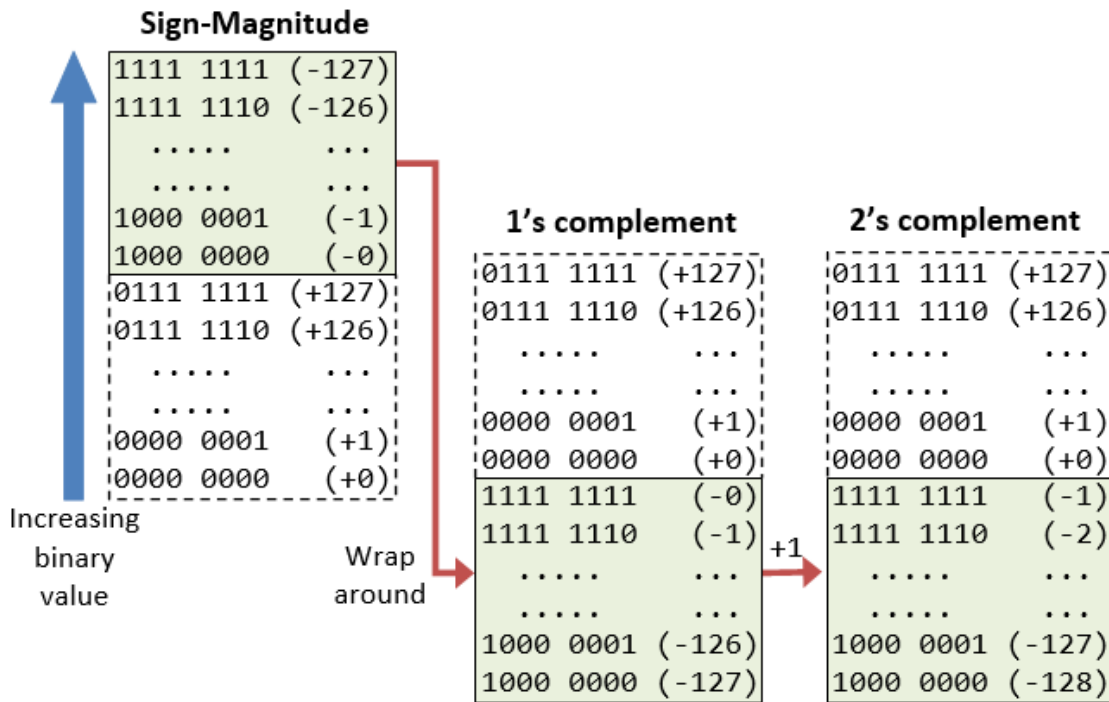 Sign-Magnitude
1111 1111 (-127)
1111 1110 (-126)
..... ...
..... ...
1000 0001 (-1)
1000 0000 (-0)
0111 1111 (+127)
0111 1110 (+126)
..... ...
..... ...
0000 0001 (+1)
0000 0000 (+0)
Increasing
binary
value
Wrap
around
1's complement
0111 1111 (+127)
0111 1110 (+126)
..... ...
..... ...
0000 0001 (+1)
0000 0000 (+0)
1111 1111 (-0)
1111 1110 (-1)
..... ...
..... ...
1000 0001 (-126)
1000 0000 (-127)
+1
2's complement
0111 1111 (+127)
0111 1110 (+126)
..... ...
..... ...
0000 0001 (+1)
0000 0000 (+0)
1111 1111 (-1)
1111 1110 (-2)
..... ...
..... ...
1000 0001 (-127)
1000 0000 (-128)